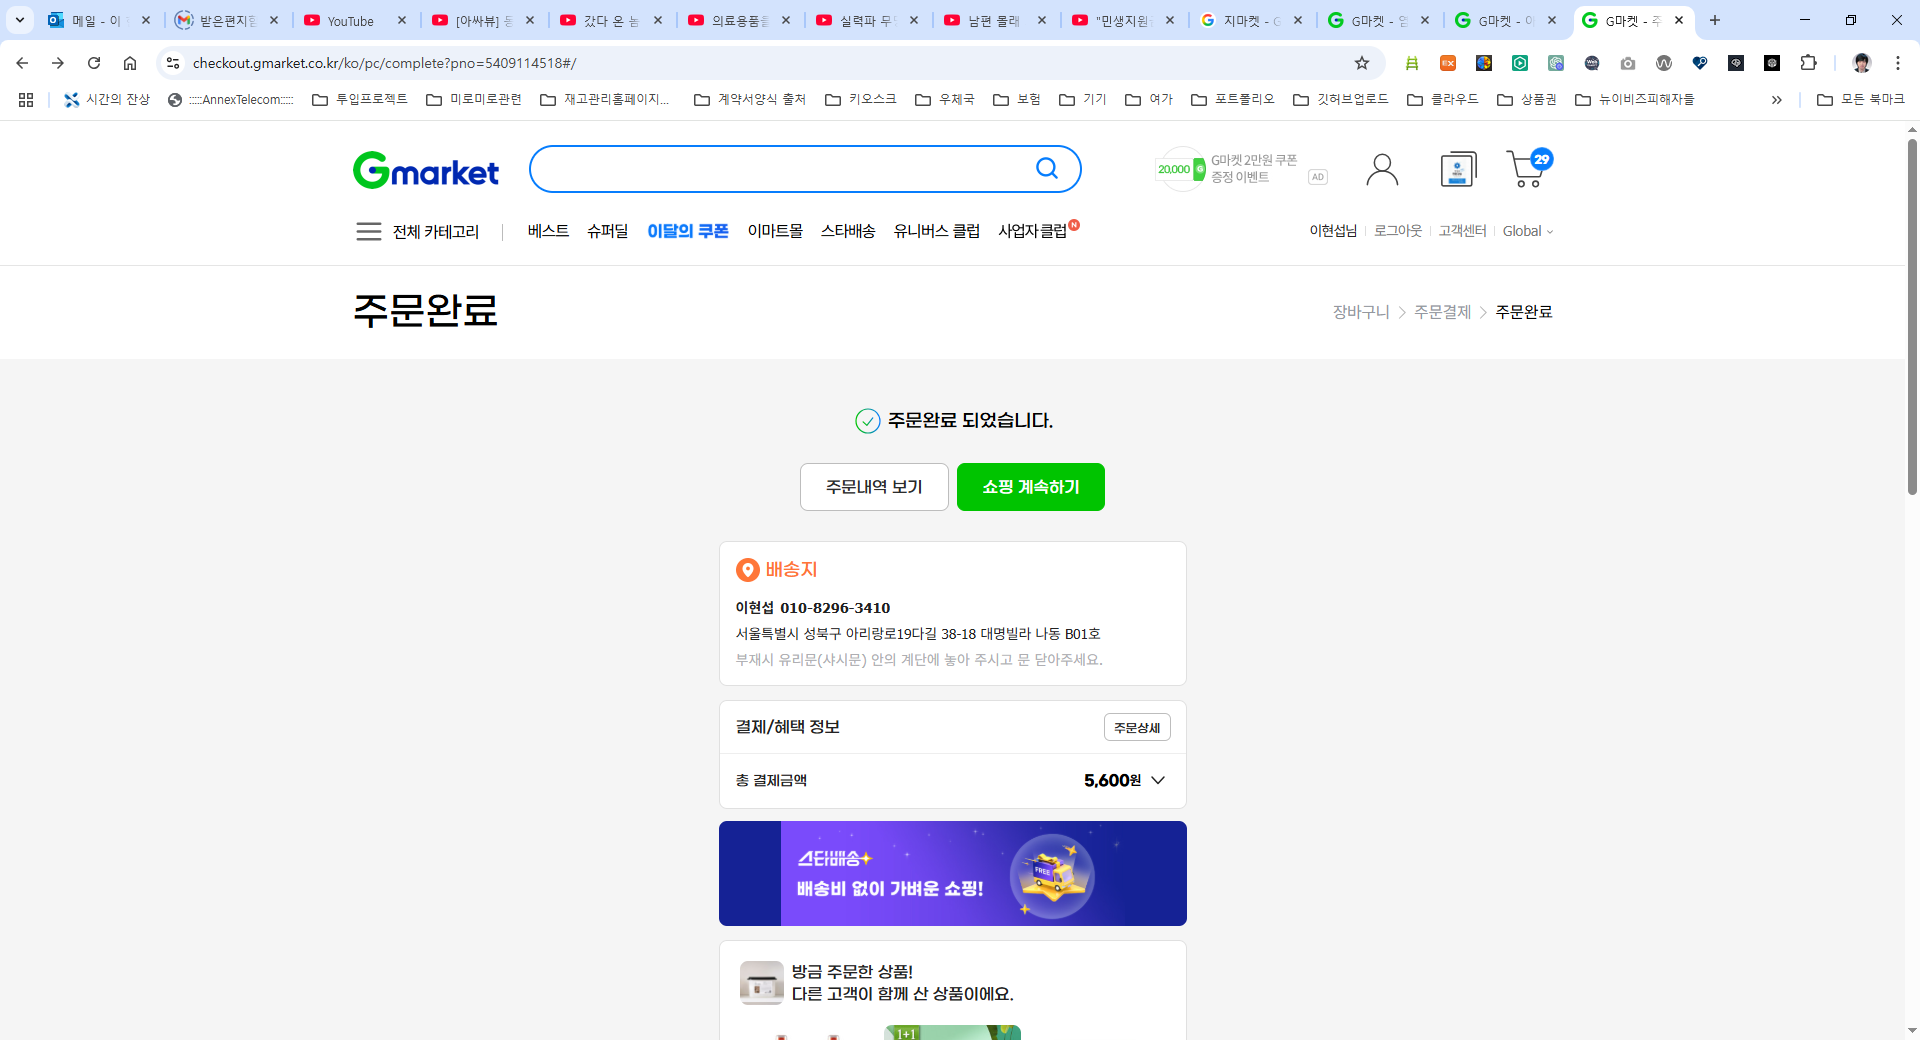 메일 - 이
받은편지함
YouTube
[아싸뷰]
갔다 온 놈
의료용품을
실력파 무
남편 몰래
"민생지원
지마켓 - G
G마켓 -
G마켓 -
G마켓 - 주
checkout.gmarket.co.kr/ko/pc/complete?pno=5409114518#/
시간의 잔상
:::::AnnexTelecom:::::
투입프로젝트
미로미로관련
재고관리홈페이지...
계약서양식 출처
키오스크
우체국
보험
기기
여가
포트폴리오
깃허브업로드
클라우드
상품권
뉴이비즈피해자들
모든 북마크
Gmarket
20,000
G마켓 2만원 쿠폰
증정 이벤트
AD
29
전체 카테고리
베스트
슈퍼딜
이달의 쿠폰
이마트몰
스타배송
유니버스 클럽
사업자클럽
N
이현섭님
로그아웃
고객센터
Global
주문완료
장바구니 > 주문결제 > 주문완료
주문완료 되었습니다.
주문내역 보기
쇼핑 계속하기
배송지
이현섭 010-8296-3410
서울특별시 성북구 아리랑로19다길 38-18 대명빌라 나동 B01호
부재시 유리문(샤시문) 안의 계단에 놓아 주시고 문 닫아주세요.
결제/혜택 정보
주문상세
총 결제금액
5,600원
스타배송
배송비 없이 가벼운 쇼핑!
FREE
방금 주문한 상품!
다른 고객이 함께 산 상품이에요.
1+1